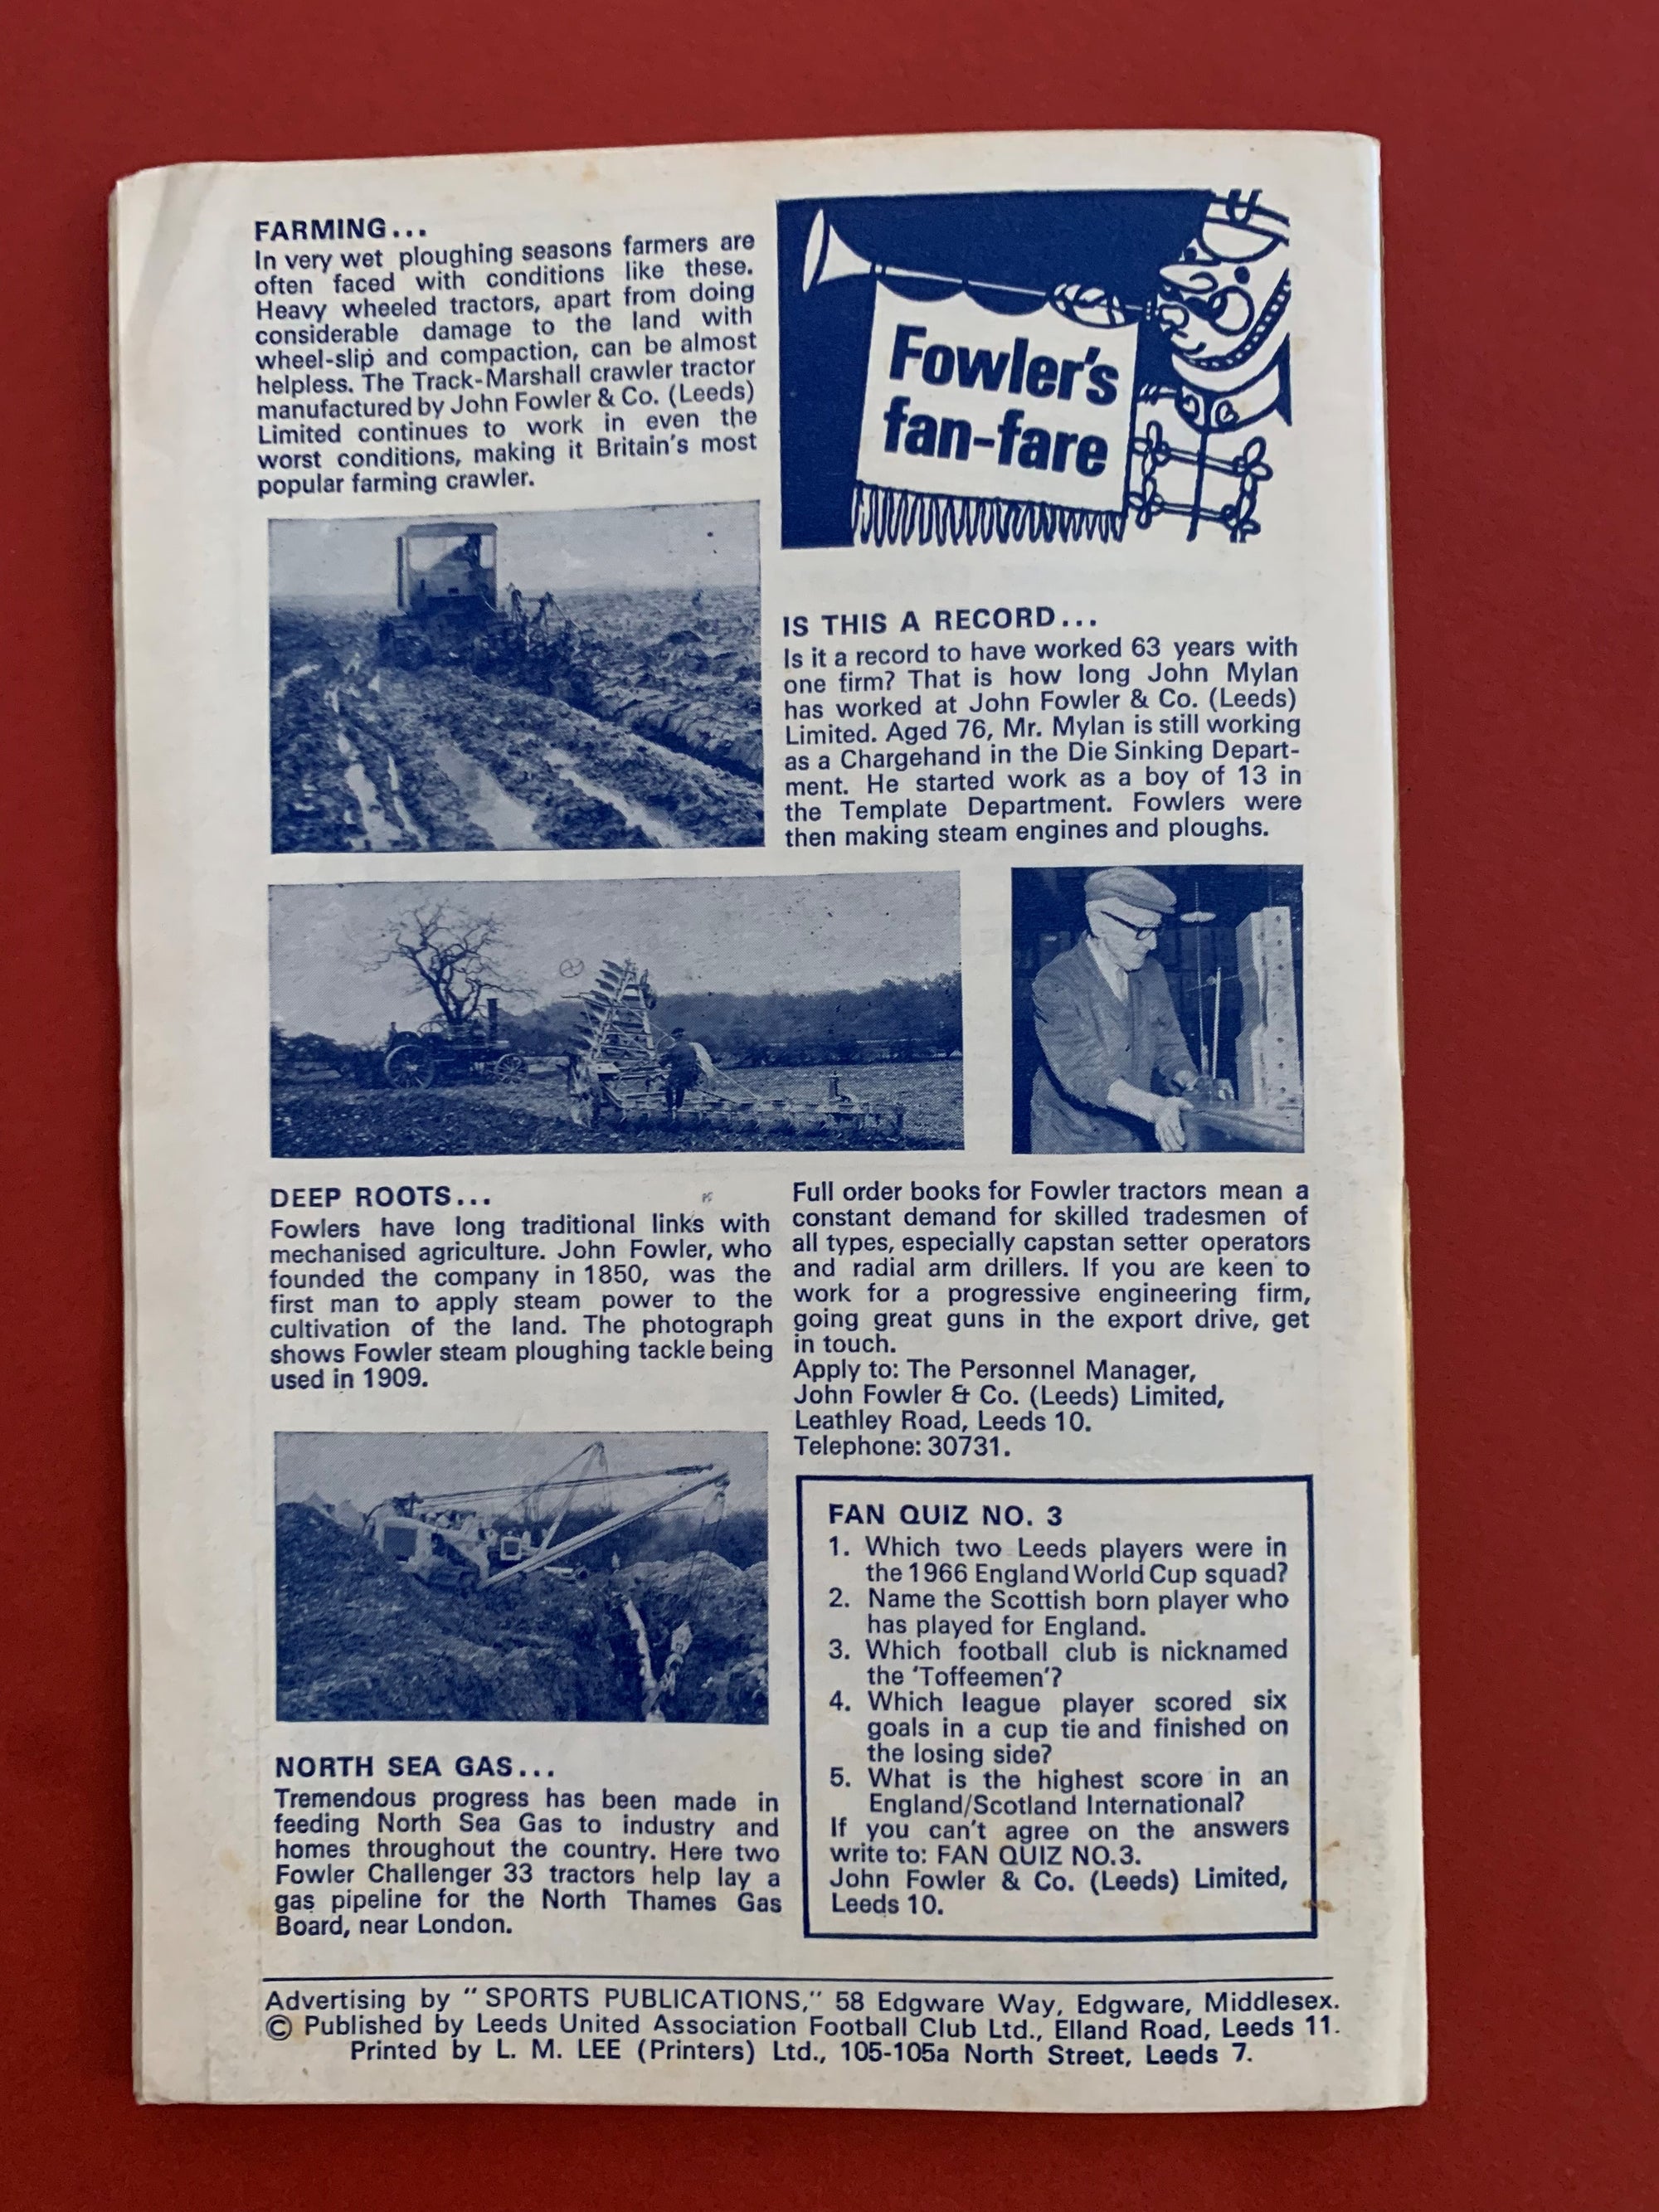 FARMING...
In very wet ploughing seasons farmers are
often faced with conditions like these.
Heavy wheeled tractors, apart from doing
considerable damage to the land with
wheel-slip and compaction, can be almost
helpless. The Track-Marshall crawler tractor
manufactured by John Fowler & Co. (Leeds)
Limited continues to work in even the
worst conditions, making it Britain's most
popular farming crawler.
Fowler's
fan-fare
IS THIS A RECORD...
Is it a record to have worked 63 years with
one firm? That is how long John Mylan
has worked at John Fowler & Co. (Leeds)
Limited. Aged 76, Mr. Mylan is still working
as a Chargehand in the Die Sinking Depart-
ment. He started work as a boy of 13 in
the Template Department. Fowlers were
then making steam engines and ploughs.
DEEP ROOTS...
Fowlers have long traditional links with
mechanised agriculture. John Fowler, who
founded the company in 1850, was the
first man to apply steam power to the
cultivation of the land. The photograph
shows Fowler steam ploughing tackle being
used in 1909.
Full order books for Fowler tractors mean a
constant demand for skilled tradesmen of
all types, especially capstan setter operators
and radial arm drillers. If you are keen to
work for a progressive engineering firm,
going great guns in the export drive, get
in touch.
Apply to: The Personnel Manager,
John Fowler & Co. (Leeds) Limited,
Leathley Road, Leeds 10.
Telephone: 30731.
NORTH SEA GAS...
Tremendous progress has been made in
feeding North Sea Gas to industry and
homes throughout the country. Here two
Fowler Challenger 33 tractors help lay a
gas pipeline for the North Thames Gas
Board, near London.
FAN QUIZ NO. 3
1. Which two Leeds players were in
the 1966 England World Cup squad?
2. Name the Scottish born player who
has played for England.
3. Which football club is nicknamed
the 'Toffeemen'?
4. Which league player scored six
goals in a cup tie and finished on
the losing side?
5. What is the highest score in an
England/Scotland International?
If you can't agree on the answers
write to: FAN QUIZ NO.3.
John Fowler & Co. (Leeds) Limited,
Leeds 10.
Advertising by "SPORTS PUBLICATIONS," 58 Edgware Way, Edgware, Middlesex.
© Published by Leeds United Association Football Club Ltd., Elland Road, Leeds 11.
Printed by L. M. LEE (Printers) Ltd., 105-105a North Street, Leeds 7.